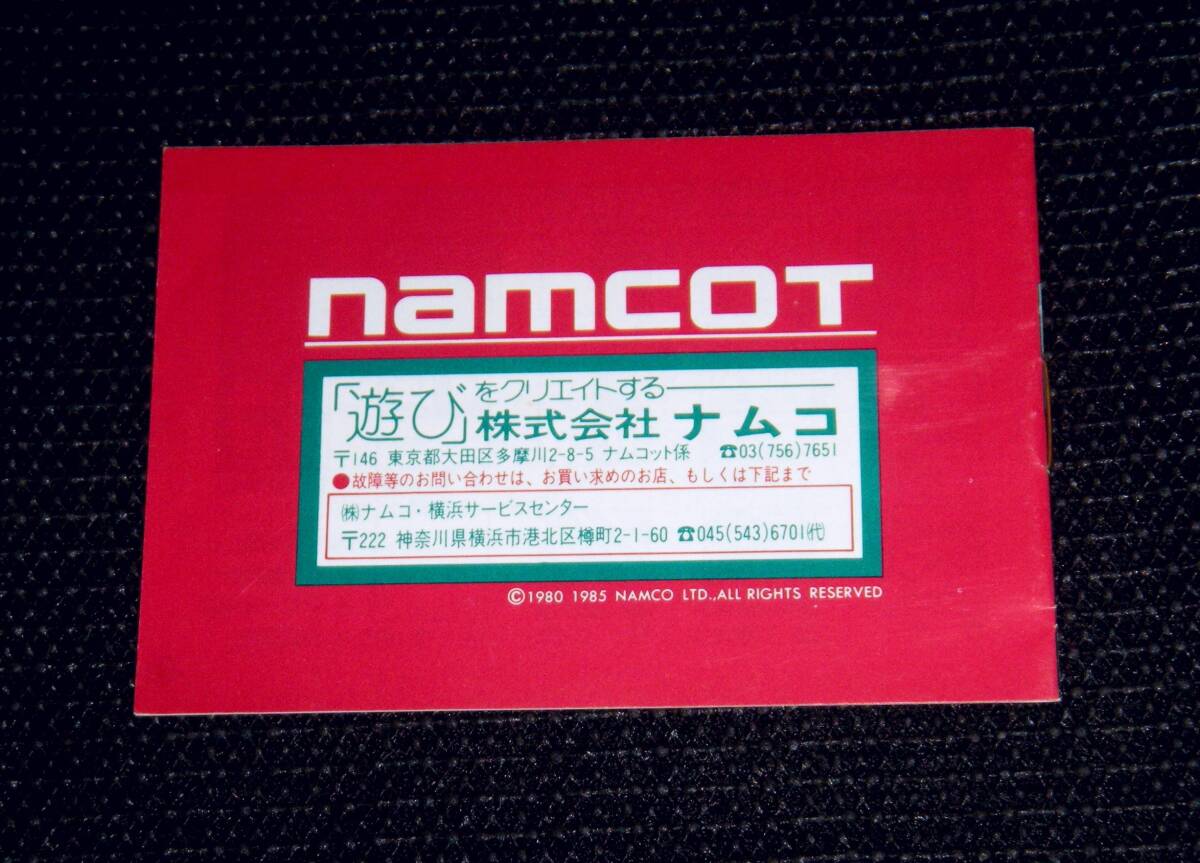 namcoT
「遊び」をクリエイトする
株式会社 ナムコ
〒146 東京都大田区多摩川2-8-5 ナムコット係 ☎03(756)7651
●故障等のお問い合わせは、お買い求めのお店、もしくは下記まで
㈱ナムコ・横浜サービスセンター
〒222 神奈川県横浜市港北区樽町2-1-60 ☎045(543)6701㈹
©1980 1985 NAMCO LTD.,ALL RIGHTS RESERVED